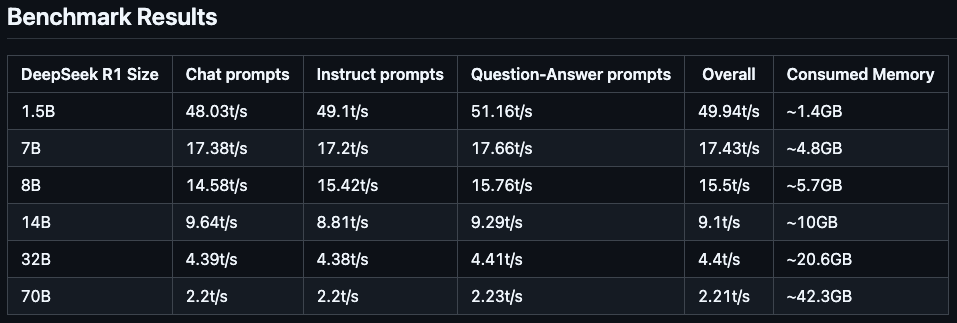 Benchmark Results
DeepSeek R1 Size Chat prompts Instruct prompts Question-Answer prompts Overall Consumed Memory
1.5B 48.03t/s 49.1t/s 51.16t/s 49.94t/s ~1.4GB
7B 17.38t/s 17.2t/s 17.66t/s 17.43t/s ~4.8GB
8B 14.58t/s 15.42t/s 15.76t/s 15.5t/s ~5.7GB
14B 9.64t/s 8.81t/s 9.29t/s 9.1t/s ~10GB
32B 4.39t/s 4.38t/s 4.41t/s 4.4t/s ~20.6GB
70B 2.2t/s 2.2t/s 2.23t/s 2.21t/s ~42.3GB